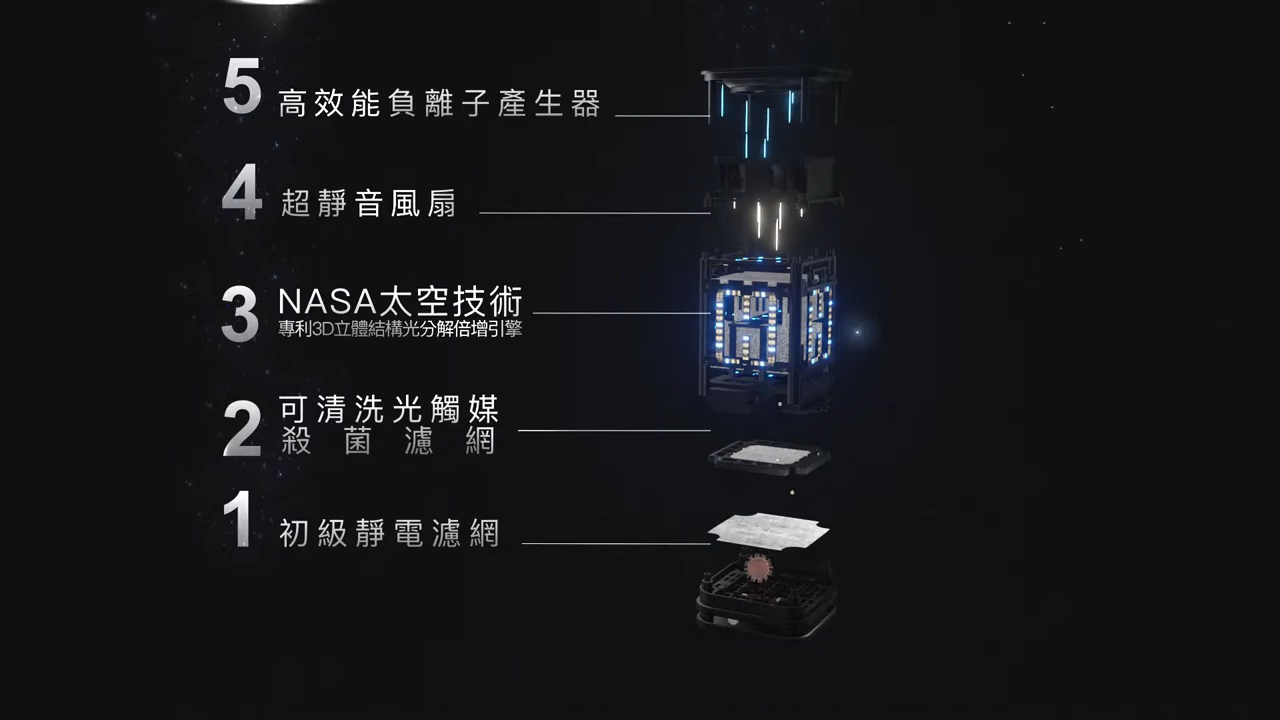 5
高效能負離子產生器
4
超靜音風扇
3
NASA太空技術
專利3D立體結構光分解倍增引擎
2
可清洗光觸媒
殺菌濾網
1
初級靜電濾網